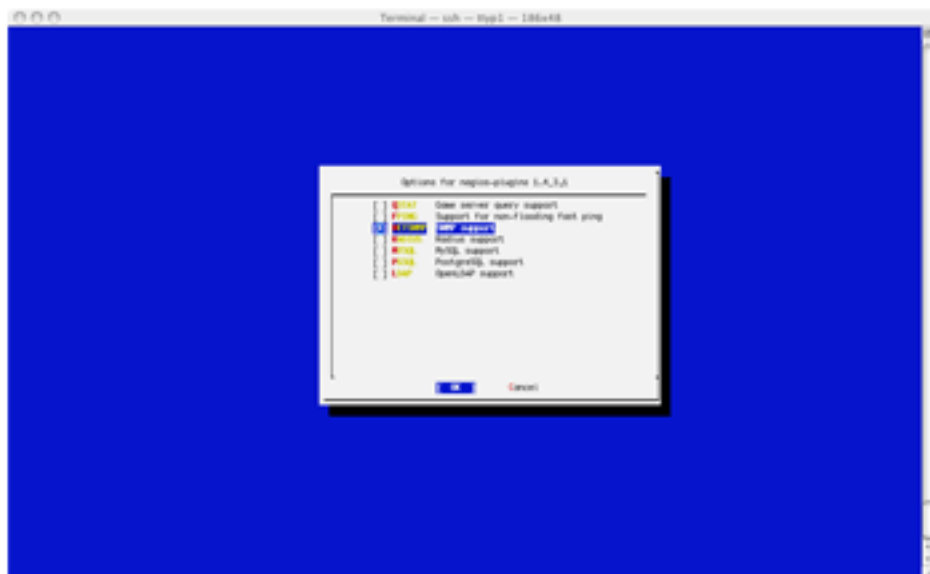 Terminal — ssh — ttyp1 — 186x48
Options for nagios-plugins 1.4_3,1
[ ] QSTAT Game server query support
[ ] FPING Support for non-flooding fast ping
[X] NETSNMP SNMP support
[ ] RADIUS Radius support
[ ] MYSQL MySQL support
[ ] PGSQL PostgreSQL support
[ ] LDAP OpenLDAP support
[ OK ] Cancel